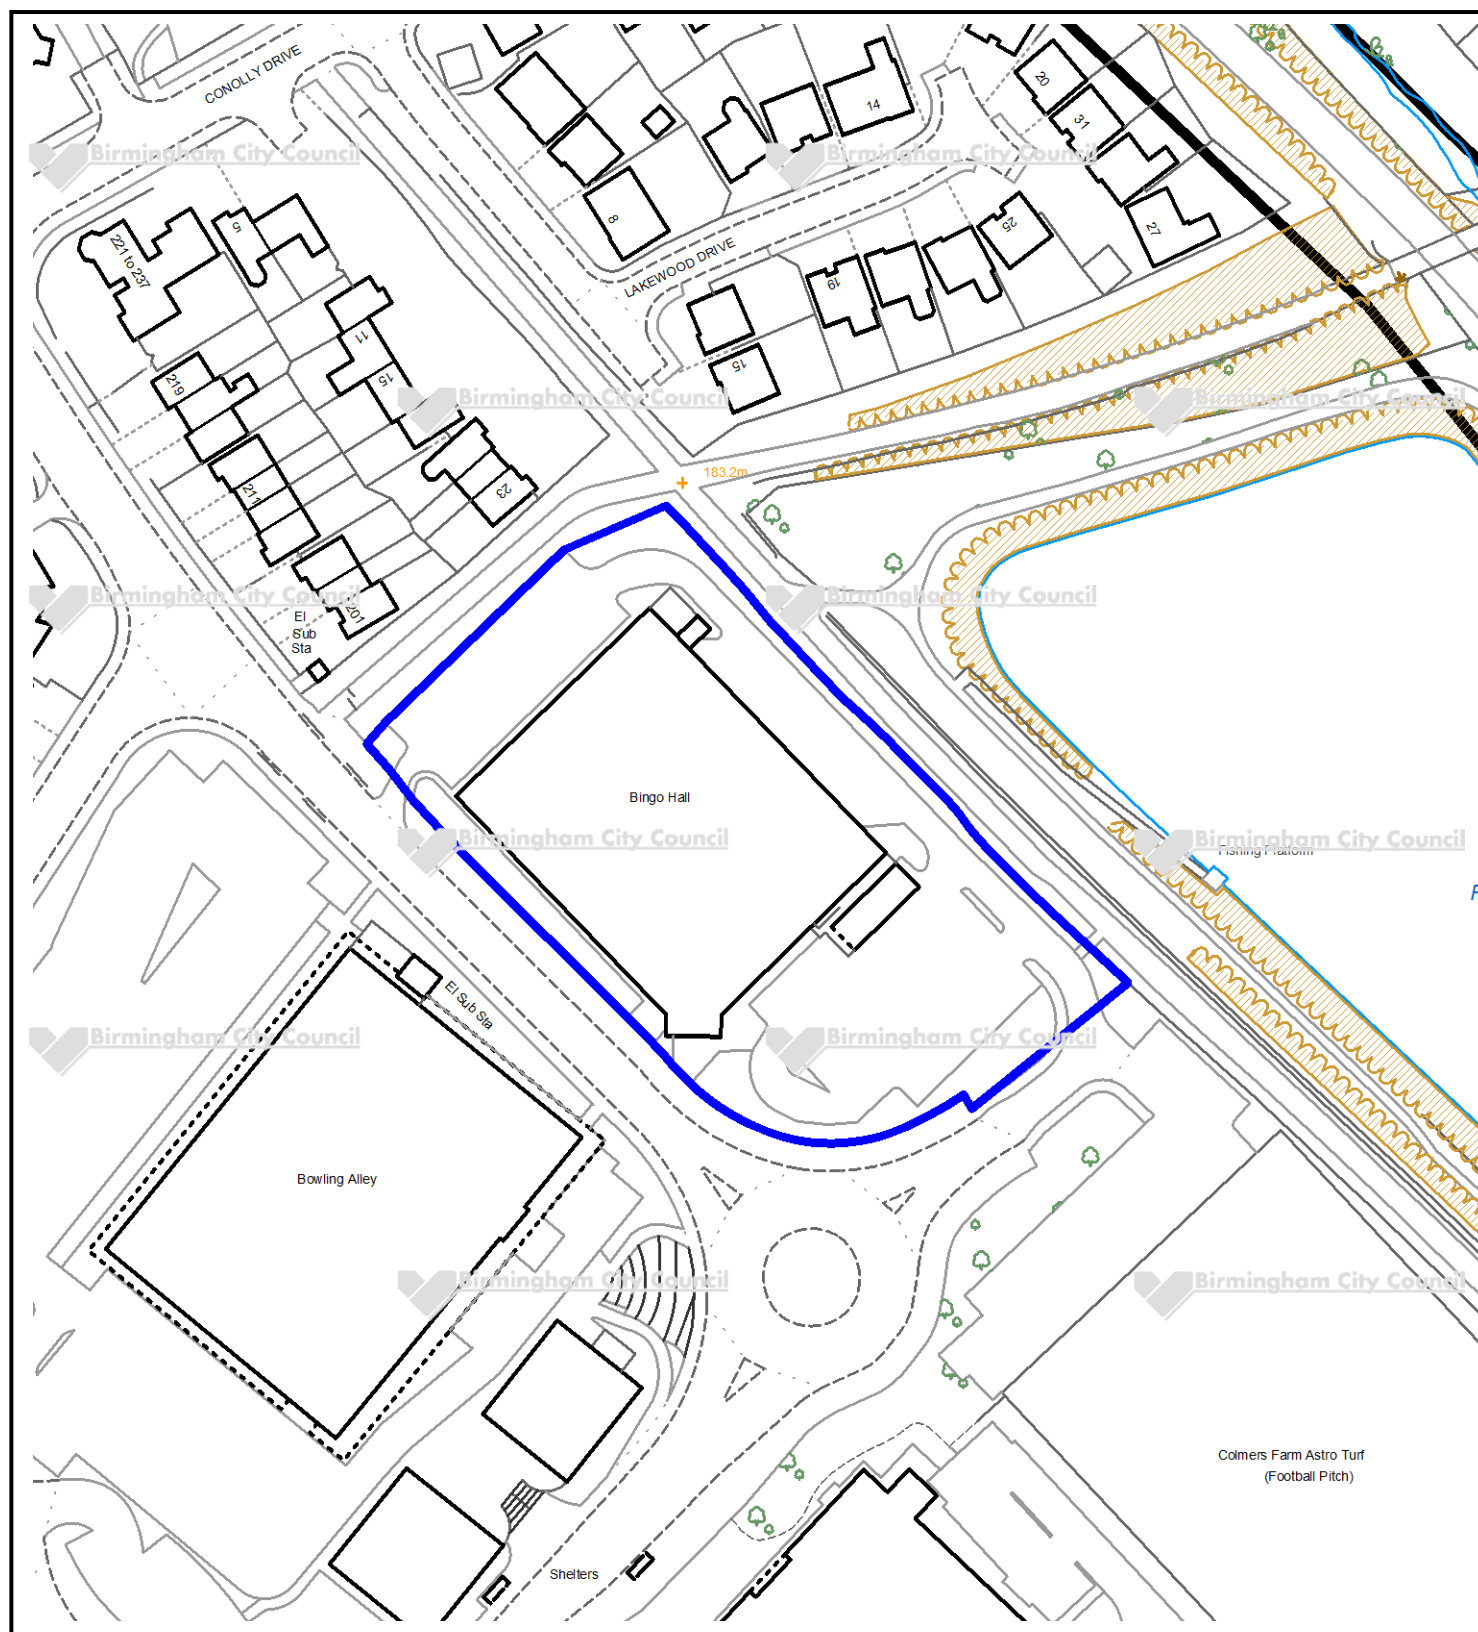 CONOLLY DRIVE
20
14
31
Birmingham City Council
Birmingham City Council
8
5
221 to 237
27
25
LAKEWOOD DRIVE
19
11
15
15
219
Birmingham City Council
Birmingham City Council
183.2m
211
23
Birmingham City Council
Birmingham City Council
201
El
Sub
Sta
Bingo Hall
Birmingham City Council
Birmingham City Council
Fishing Platform
F
El Sub Sta
Birmingham City Council
Birmingham City Council
Bowling Alley
Birmingham City Council
Birmingham City Council
Colmers Farm Astro Turf
(Football Pitch)
Shelters